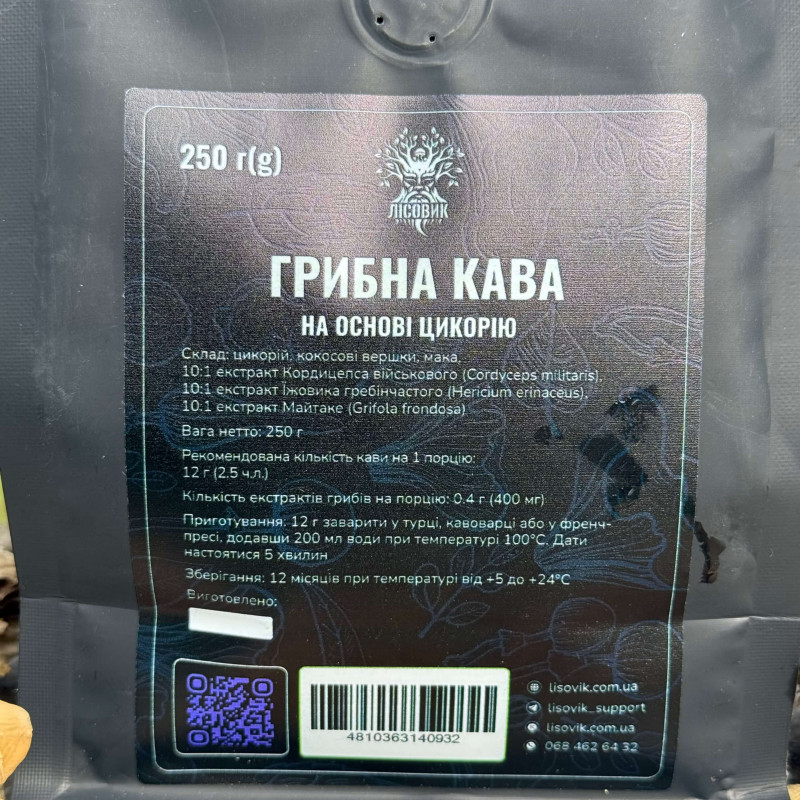 250 г(g)
ЛІСОВИК
ГРИБНА КАВА
НА ОСНОВІ ЦИКОРІЮ
Склад: цикорій, кокосові вершки, мака,
10:1 екстракт Кордицепса військового (Cordyceps militaris),
10:1 екстракт Їжовика гребінчастого (Hericium erinaceus),
10:1 екстракт Майтаке (Grifola frondosa)
Вага нетто: 250 г
Рекомендована кількість кави на 1 порцію:
12 г (2.5 ч.л.)
Кількість екстрактів грибів на порцію: 0.4 г (400 мг)
Приготування: 12 г заварити у турці, кавоварці або у френч-
пресі, додавши 200 мл води при температурі 100°C. Дати
настоятися 5 хвилин
Зберігання: 12 місяців при температурі від +5 до +24°C
Виготовлено:
4810363140932
lisovik.com.ua
lisovik_support
lisovik.com.ua
068 462 64 32